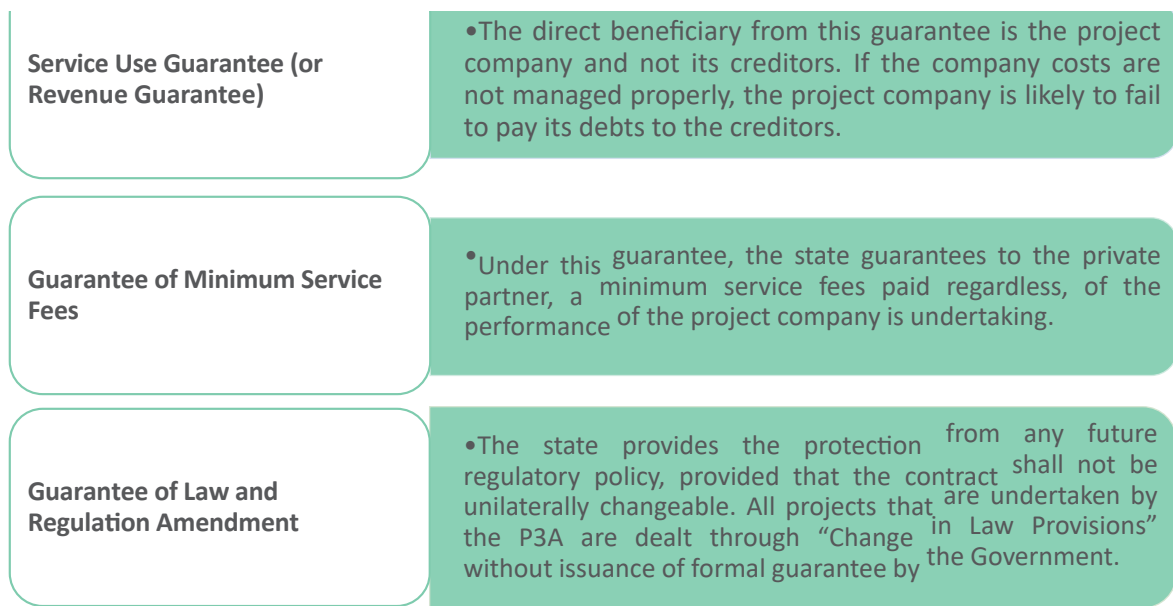 Service Use Guarantee (or
Revenue Guarantee)
•The direct beneficiary from this guarantee is the project
company and not its creditors. If the company costs are
not managed properly, the project company is likely to fail
to pay its debts to the creditors.
Guarantee of Minimum Service
Fees
•Under this guarantee, the state guarantees to the private
partner, a minimum service fees paid regardless, of the
performance of the project company is undertaking.
Guarantee of Law and
Regulation Amendment
•The state provides the protection from any future
regulatory policy, provided that the contract shall not be
unilaterally changeable. All projects that are undertaken by
the P3A are dealt through “Change in Law Provisions”
without issuance of formal guarantee by the Government.